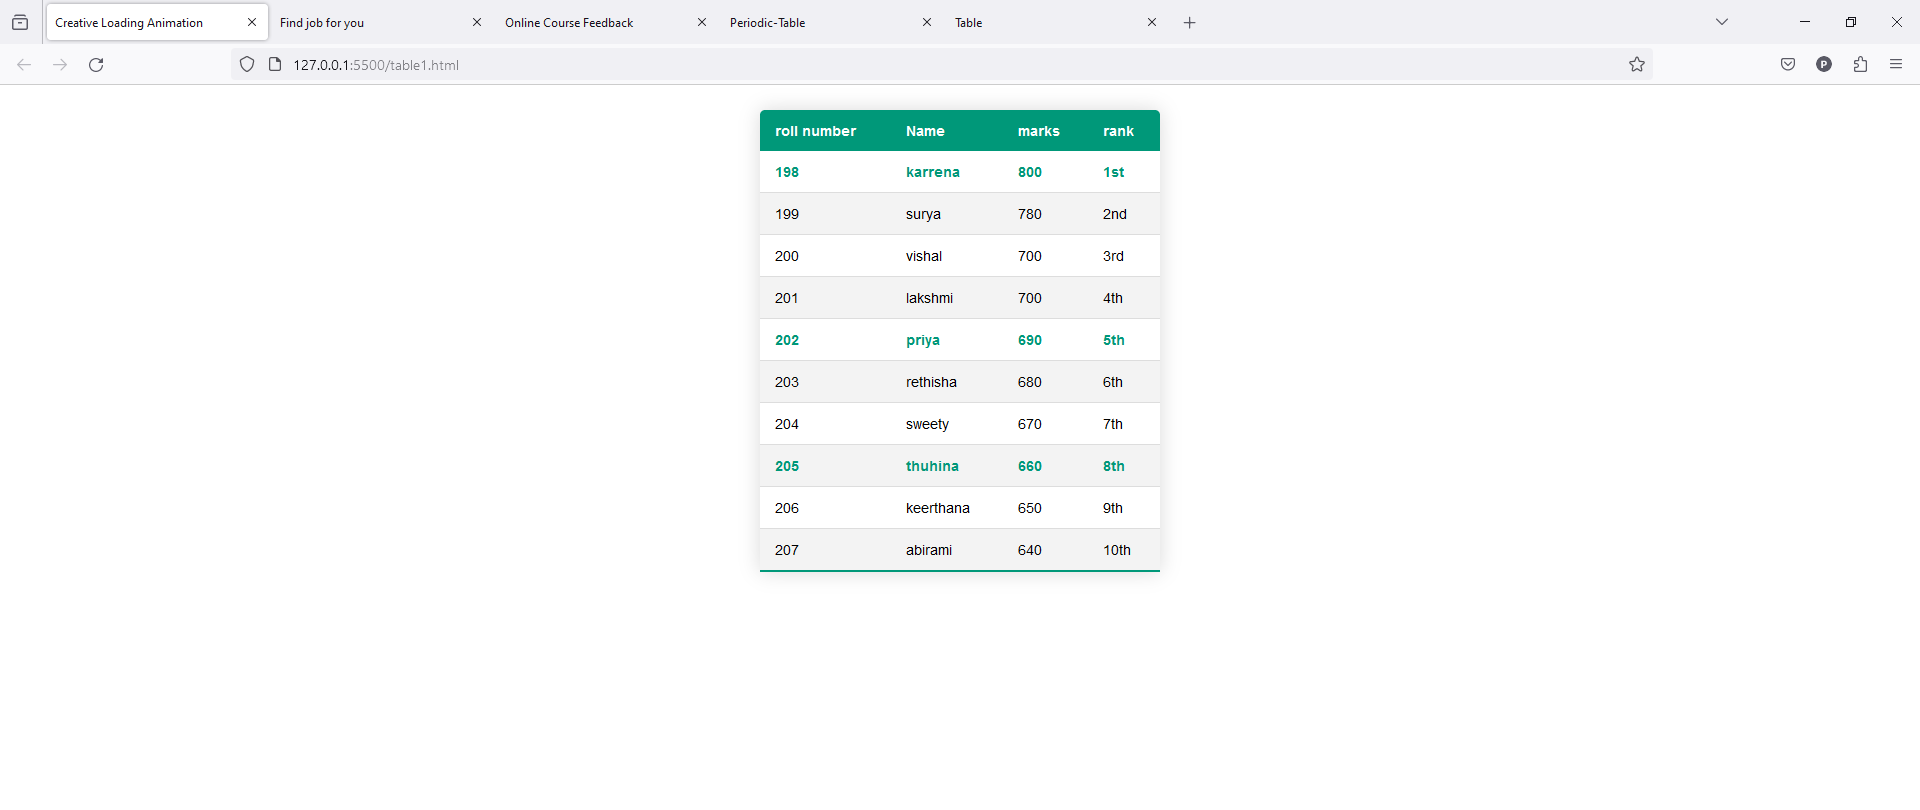 Creative Loading Animation Find job for you Online Course Feedback Periodic-Table Table
127.0.0.1:5500/table1.html P
roll number Name marks rank
198 karrena 800 1st
199 surya 780 2nd
200 vishal 700 3rd
201 lakshmi 700 4th
202 priya 690 5th
203 rethisha 680 6th
204 sweety 670 7th
205 thuhina 660 8th
206 keerthana 650 9th
207 abirami 640 10th